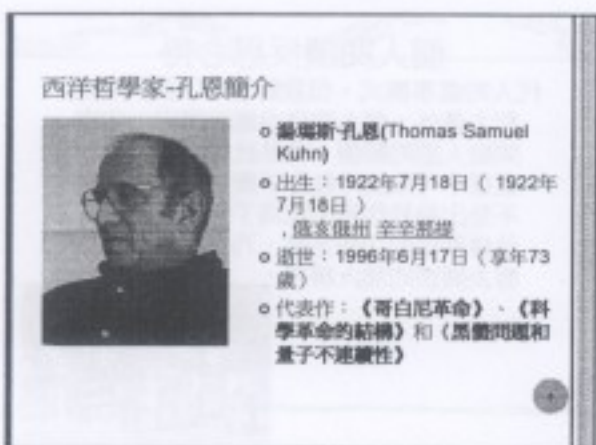 西洋哲學家-孔恩簡介
湯瑪斯·孔恩(Thomas Samuel
Kuhn)
出生：1922年7月18日（ 1922年
7月18日 ）
，俄亥俄州 辛辛那堤
逝世：1996年6月17日（享年73
歲）
代表作：《哥白尼革命》、《科
學革命的結構》和《黑體問題和
量子不連續性》